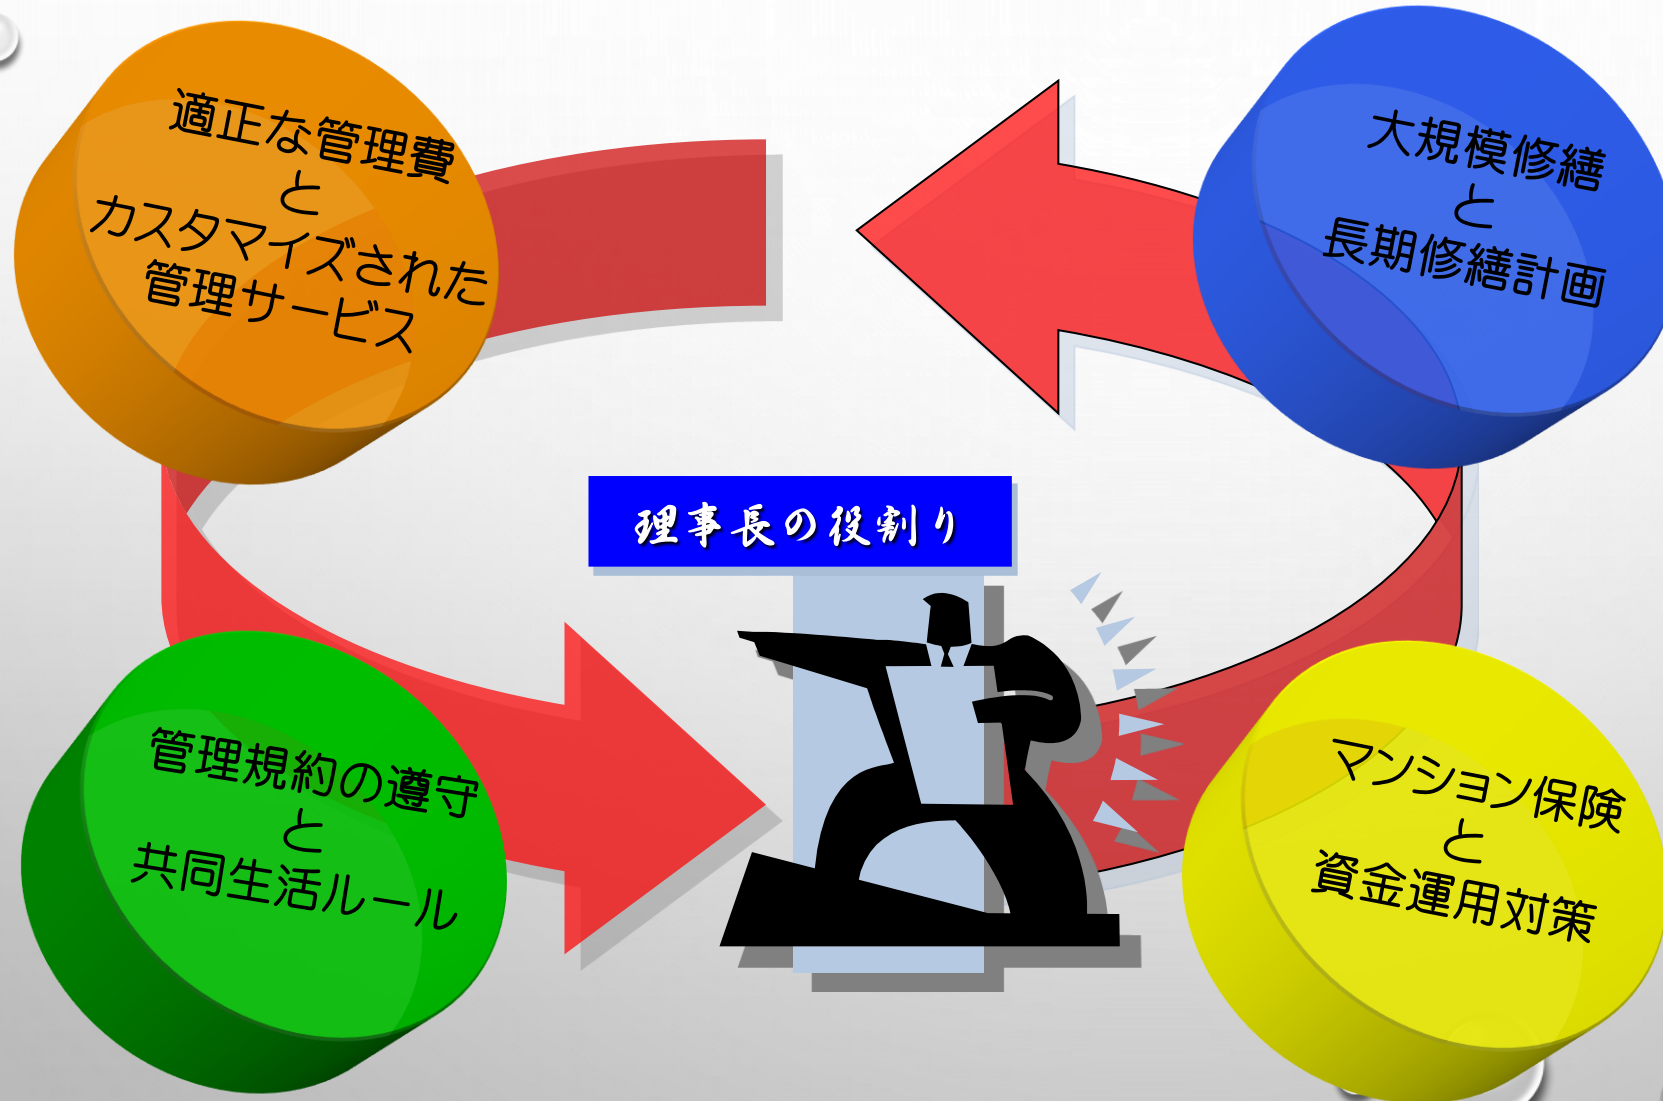 適正な管理費
と
カスタマイズされた
管理サービス
大規模修繕
と
長期修繕計画
理事長の役割り
管理規約の遵守
と
共同生活ルール
マンション保険
と
資金運用対策